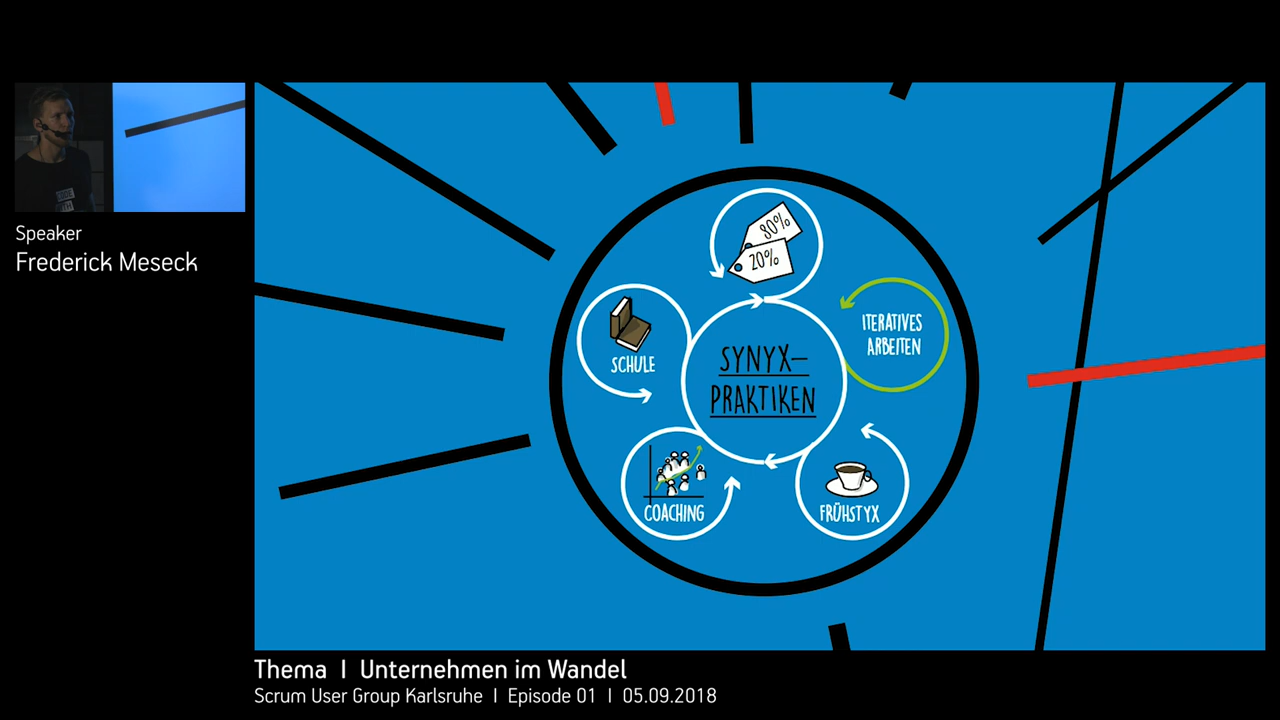 Speaker
Frederick Meseck
80%
20%
ITERATIVES
ARBEITEN
SCHULE
SYNYX–
PRAKTIKEN
COACHING
FRÜHSTYX
Thema I Unternehmen im Wandel
Scrum User Group Karlsruhe I Episode 01 I 05.09.2018